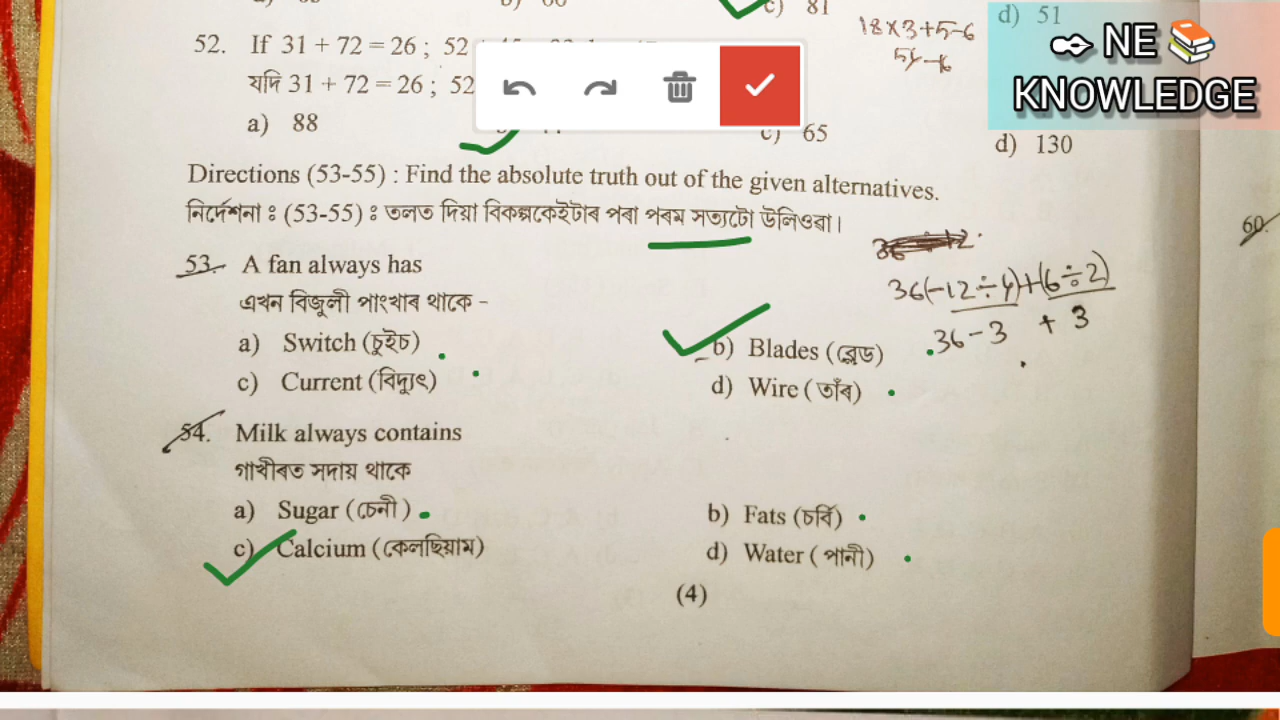 c) 81
d) 51
18×3+5-6
NE
KNOWLEDGE
52. If 31 + 72 = 26 ; 52
যদি 31 + 72 = 26 ; 52
a) 88
c) 65
d) 130
Directions (53-55) : Find the absolute truth out of the given alternatives.
নিৰ্দেশনা ঃ (53-55) ঃ তলত দিয়া বিকল্পকেইটাৰ পৰা পৰম সত্যটো উলিওৱা।
60.
53. A fan always has
এখন বিজুলী পাংখাৰ থাকে -
36(-12÷4)+(6÷2)
36-3 + 3
a) Switch (চুইচ)
b) Blades (ব্লেড)
c) Current (বিদ্যুৎ)
d) Wire (তাঁৰ)
54. Milk always contains
গাখীৰত সদায় থাকে
a) Sugar (চেনী)
b) Fats (চৰ্বি)
c) Calcium (কেলছিয়াম)
d) Water ( পানী)
(4)